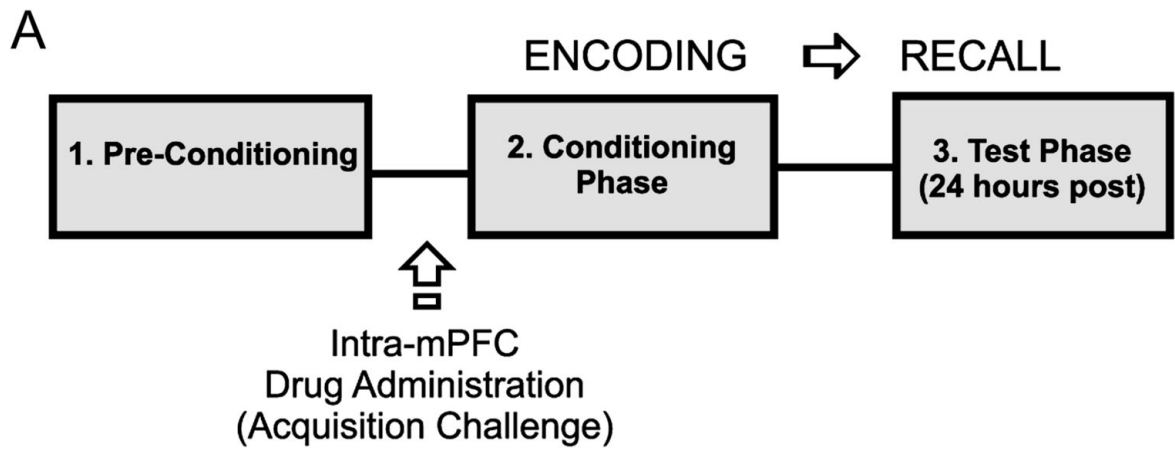 A
ENCODING RECALL
1. Pre-Conditioning
2. Conditioning
Phase
3. Test Phase
(24 hours post)
Intra-mPFC
Drug Administration
(Acquisition Challenge)